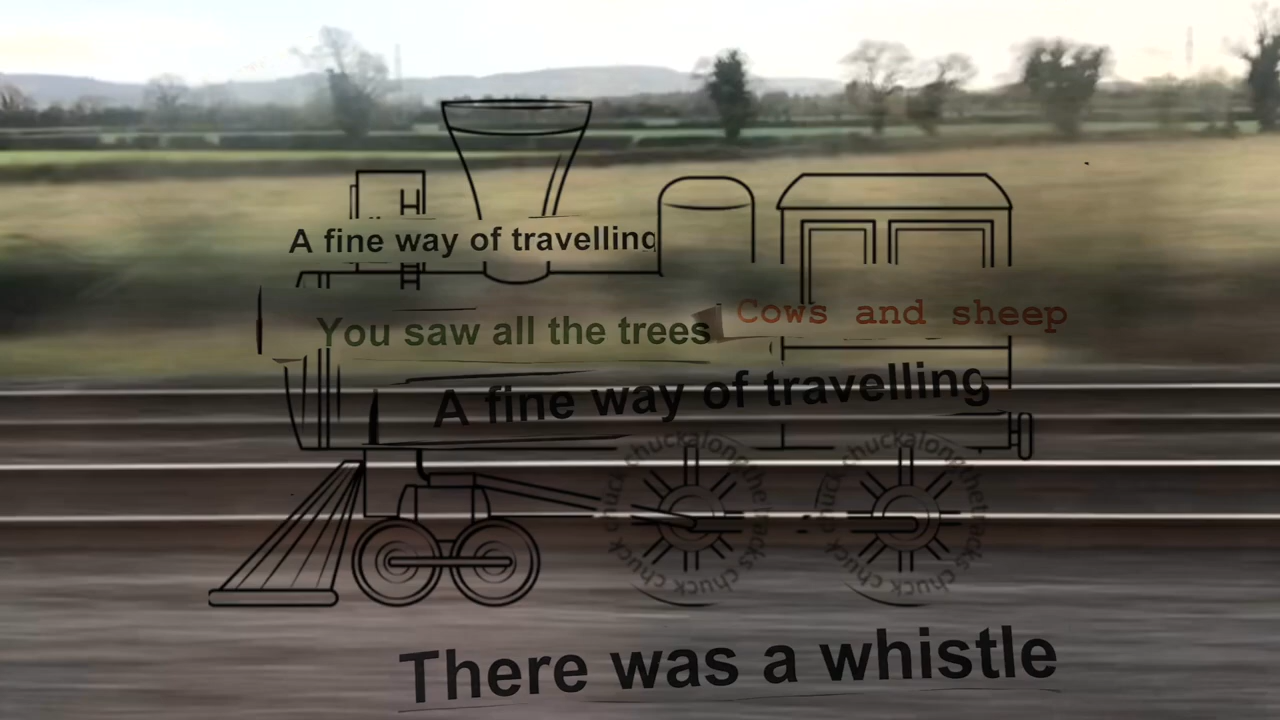 A fine way of travelling
You saw all the trees
Cows and sheep
A fine way of travelling
chuck chuck chuckalongthetracks
chuck chuck chuckalongthetracks
There was a whistle